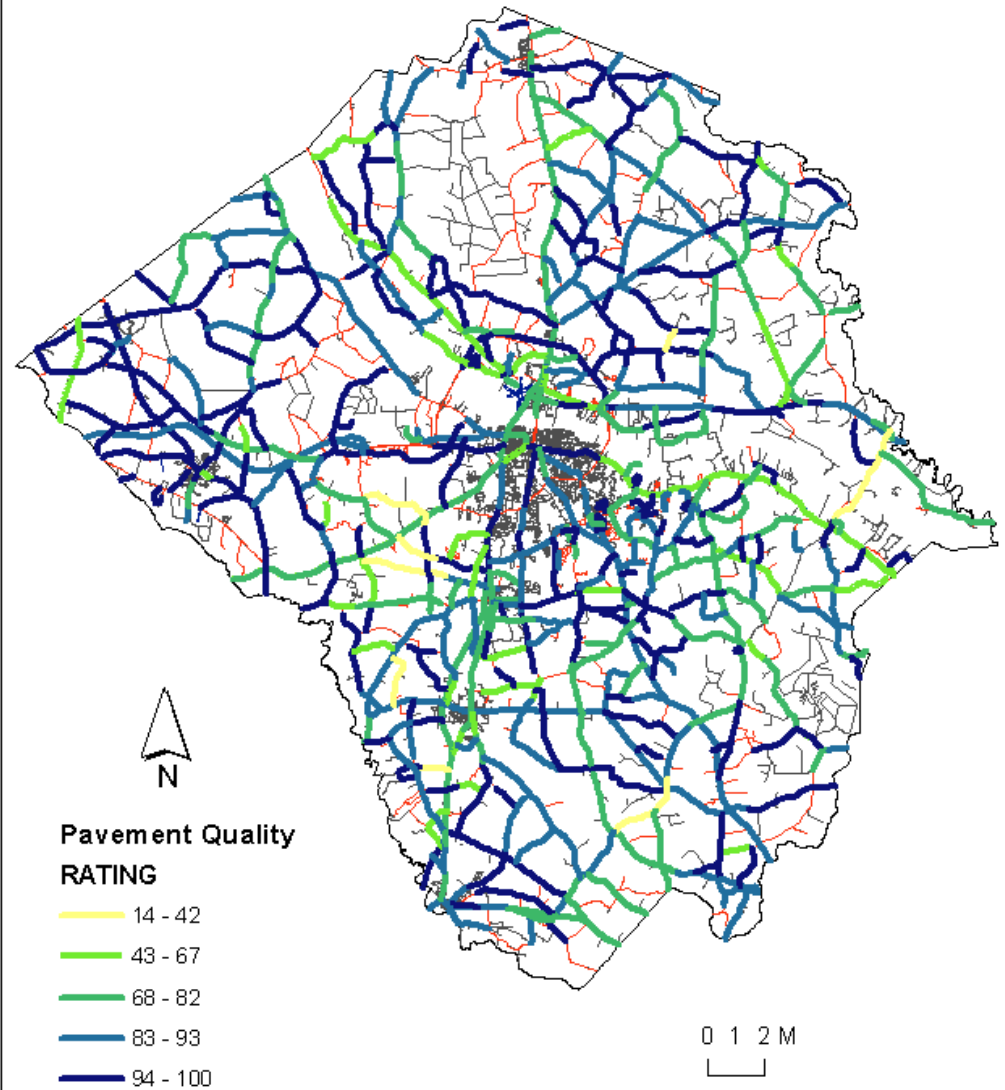 N
Pavement Quality
RATING
14 - 42
43 - 67
68 - 82
83 - 93
94 - 100
0 1 2 M